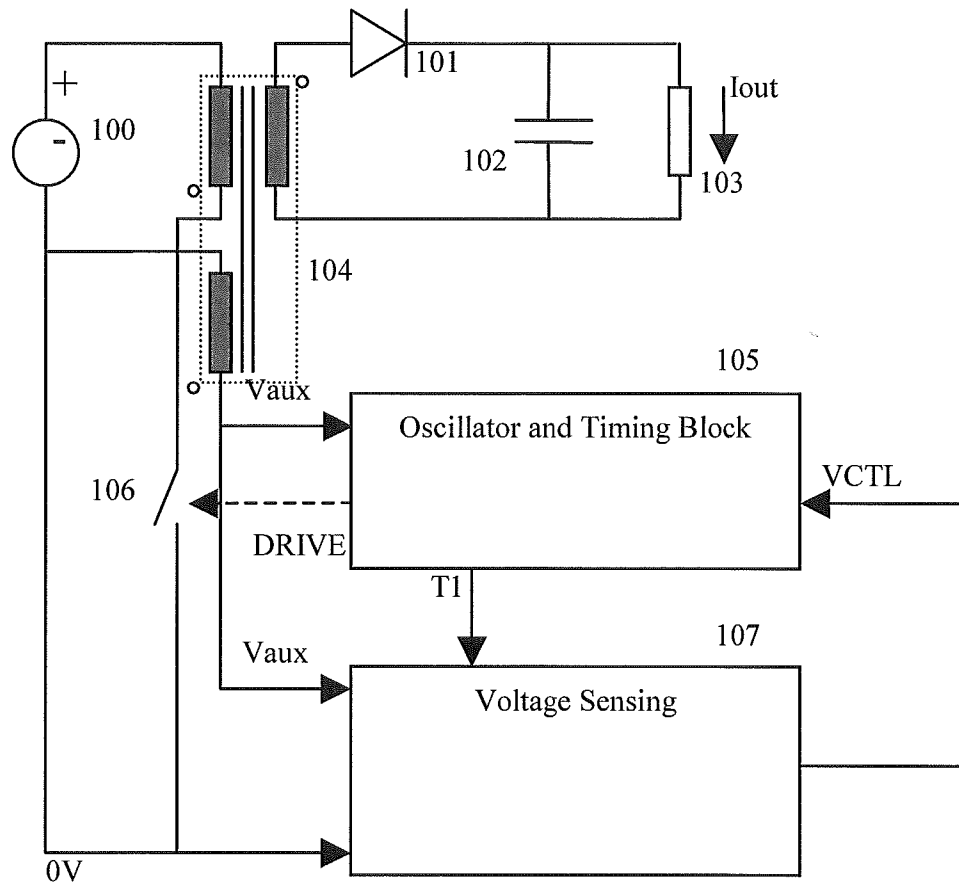 +
-
100
101
102
Iout
103
104
Vaux
105
Oscillator and Timing Block
106
VCTL
DRIVE
T1
107
Vaux
Voltage Sensing
0V